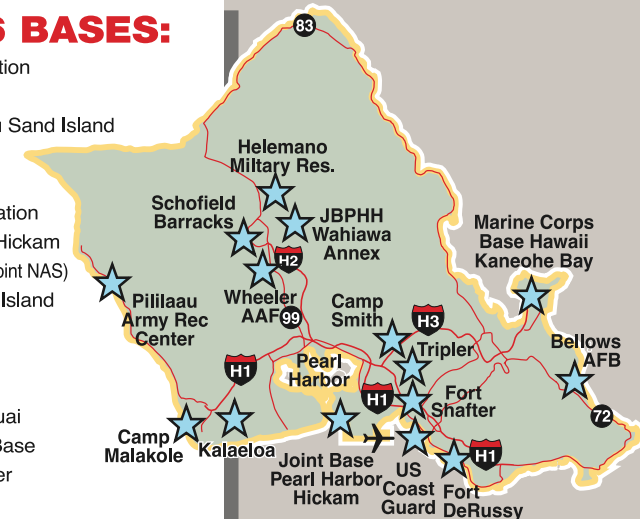 S BASES:
tion
Sand Island
ation
Hickam
oint NAS)
Island
uai
Base
er
83
Helemano
Miltary Res.
Schofield
Barracks
JBPHH
Wahiawa
Annex
H2
Marine Corps
Base Hawaii
Kaneohe Bay
Pililaau
Army Rec
Center
Wheeler
AAF
99
Camp
Smith
H3
Tripler
Bellows
AFB
H1
Pearl
Harbor
H1
Fort
Shafter
72
Camp
Malakole
Kalaeloa
Joint Base
Pearl Harbor
Hickam
US
Coast
Guard
H1
Fort
DeRussy